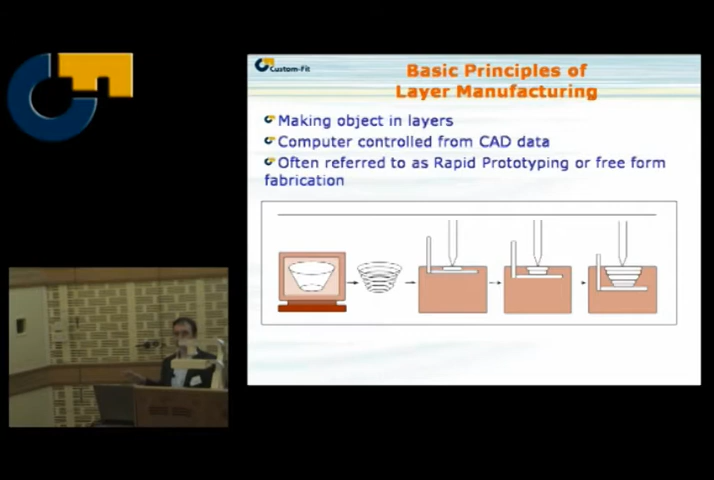 Custom-Fit
Basic Principles of
Layer Manufacturing
Making object in layers
Computer controlled from CAD data
Often referred to as Rapid Prototyping or free form
fabrication